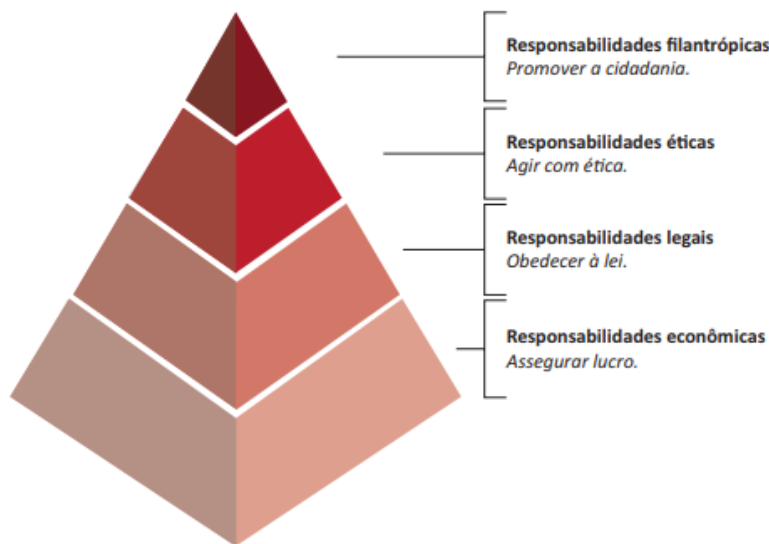 Responsabilidades filantrópicas
Promover a cidadania.
Responsabilidades éticas
Agir com ética.
Responsabilidades legais
Obedecer à lei.
Responsabilidades econômicas
Assegurar lucro.